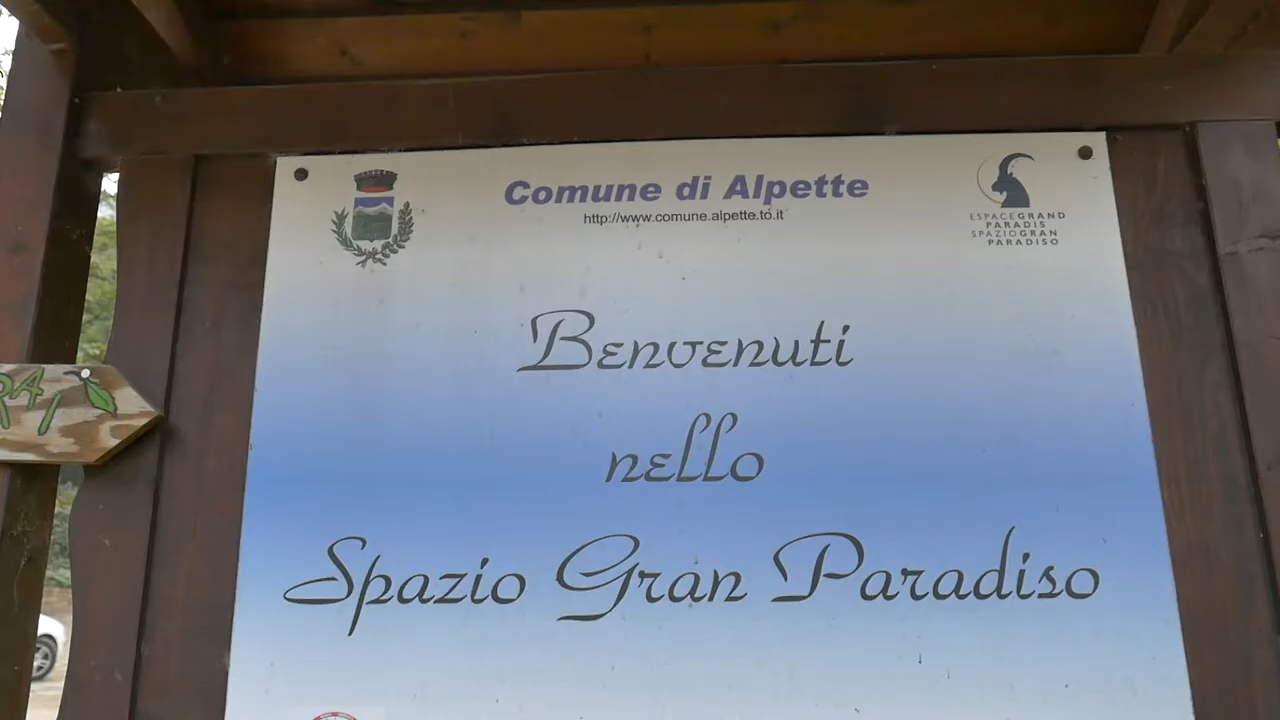 Comune di Alpette
http://www.comune.alpette.to.it
ESPACEGRAND
PARADIS
SPAZIOGRAN
PARADISO
Benvenuti
nello
Spazio Gran Paradiso